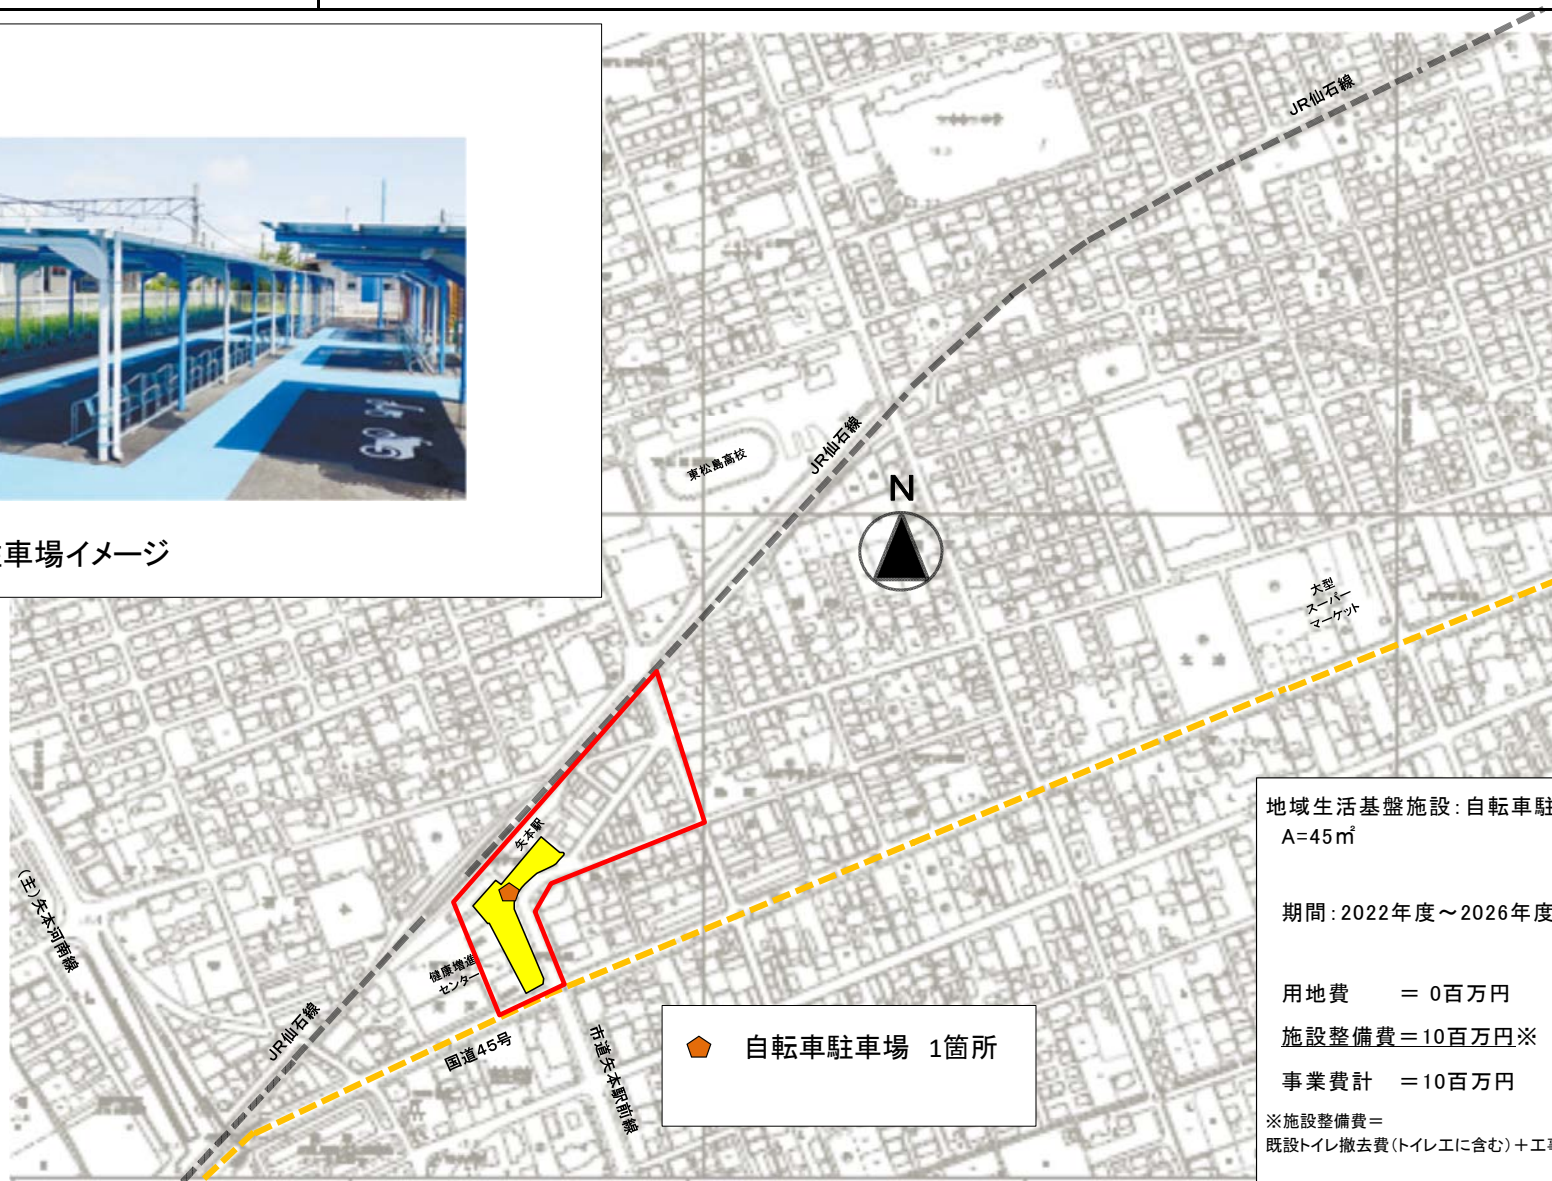 JR仙石線
東松島高校
JR仙石線
N
車場イメージ
大型
スーパー
マーケット
矢本駅
(主)矢本河南線
健康増進
センター
JR仙石線
国道45号
市道矢本駅前線
自転車駐車場 1箇所
地域生活基盤施設:自転車駐
A=45㎡
期間:2022年度～2026年度
用地費 = 0百万円
施設整備費=10百万円※
事業費計 =10百万円
※施設整備費=
既設トイレ撤去費(トイレ工に含む)+工事